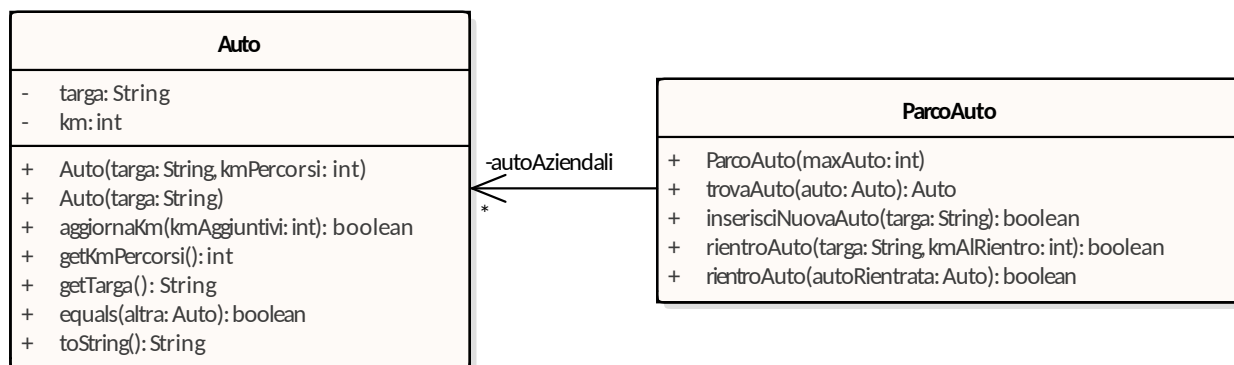 Auto
- targa: String
- km: int
+ Auto(targa: String, kmPercorsi: int)
+ Auto(targa: String)
+ aggiornaKm(kmAggiuntivi: int): boolean
+ getKmPercorsi(): int
+ getTarga(): String
+ equals(altra: Auto): boolean
+ toString(): String
-autoAziendali
*
ParcoAuto
+ ParcoAuto(maxAuto: int)
+ trovaAuto(auto: Auto): Auto
+ inserisciNuovaAuto(targa: String): boolean
+ rientroAuto(targa: String, kmAlRientro: int): boolean
+ rientroAuto(autoRientrata: Auto): boolean